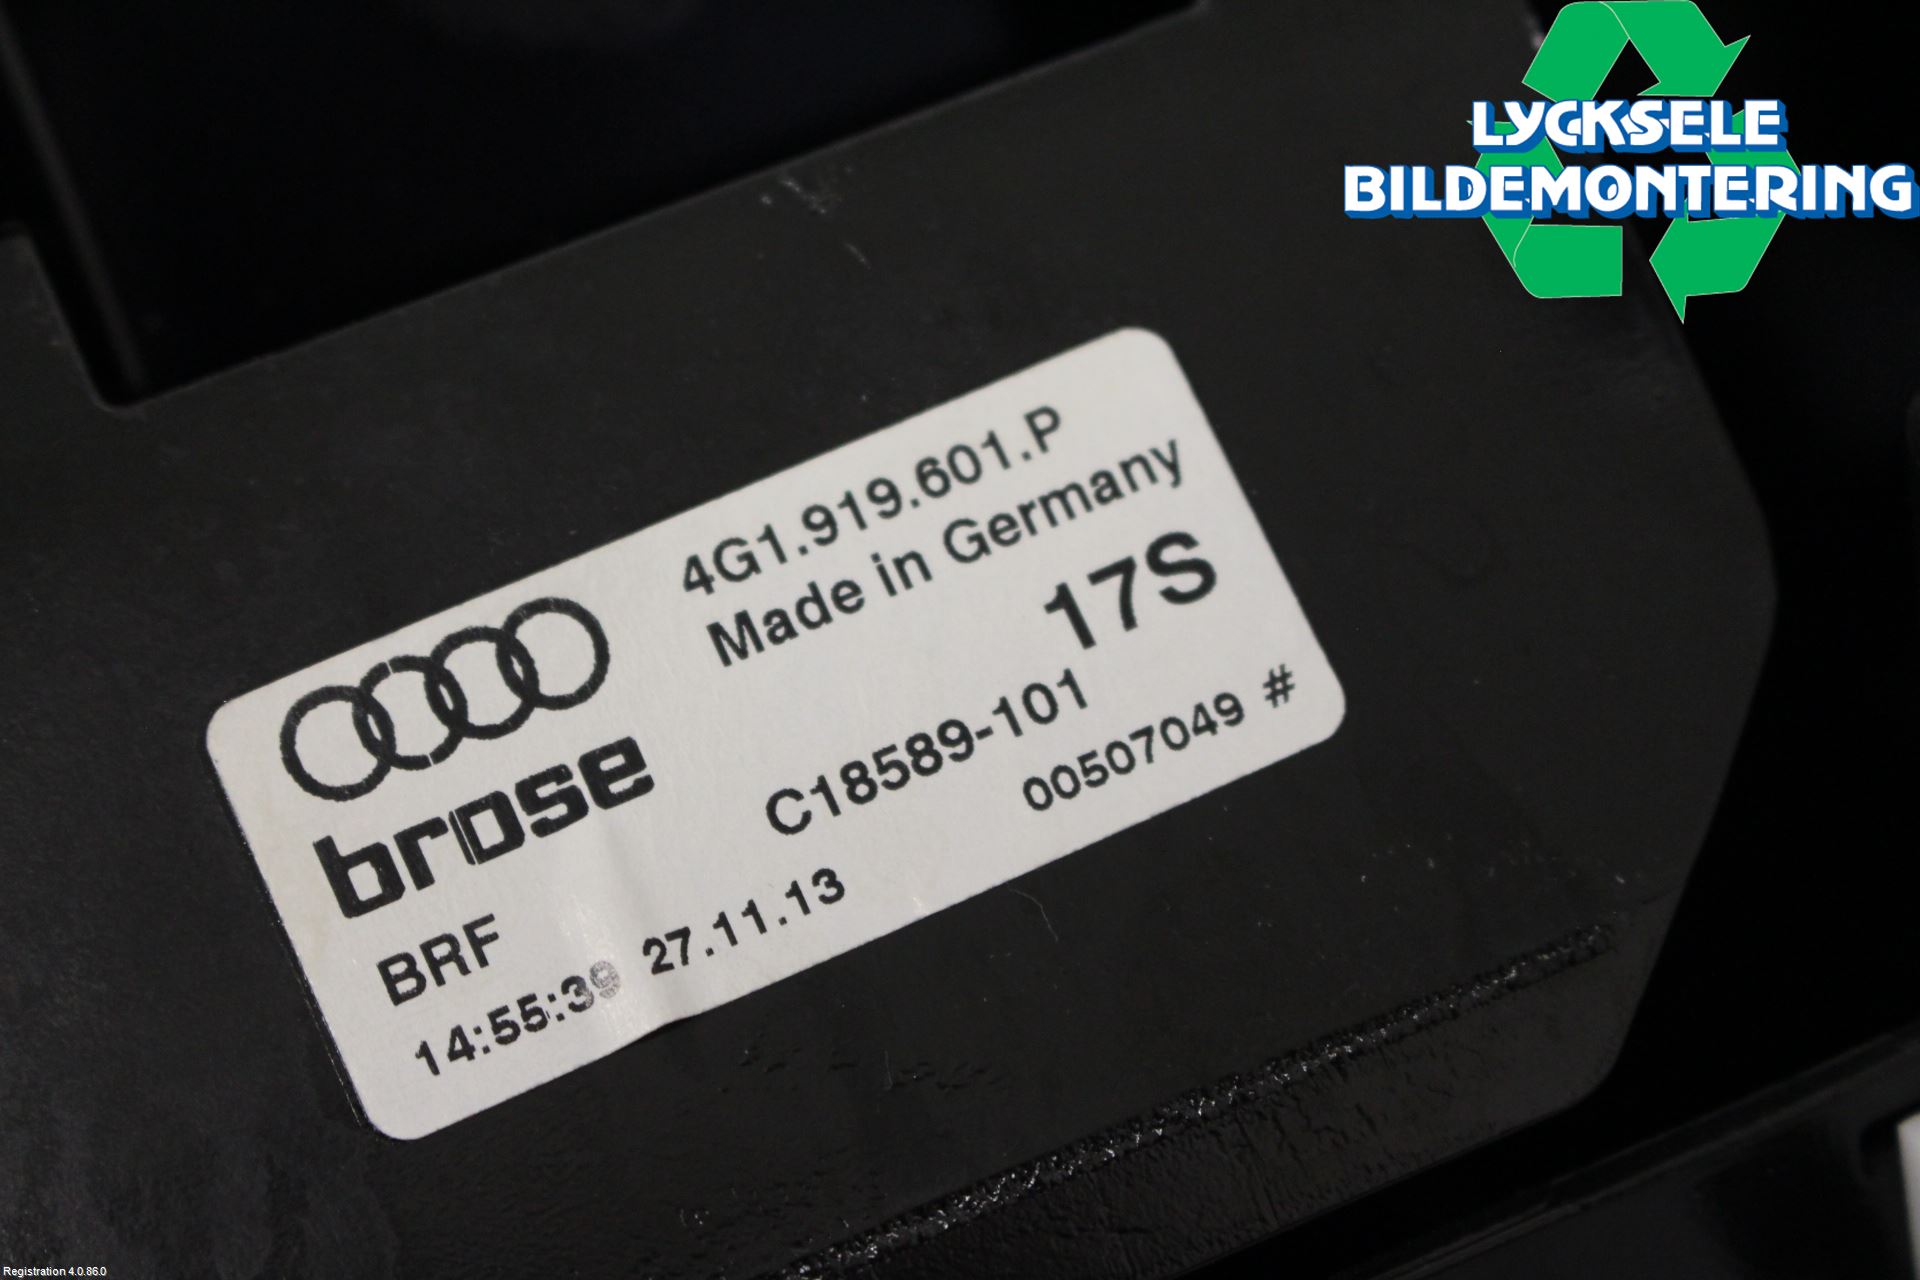 LYCKSELE
BILDEMONTERING
4G1.919.601.P
Made in Germany
17S
brose
C18589-101
00507049 #
BRF
14:55:39 27.11.13
Registration 4.0.86.0